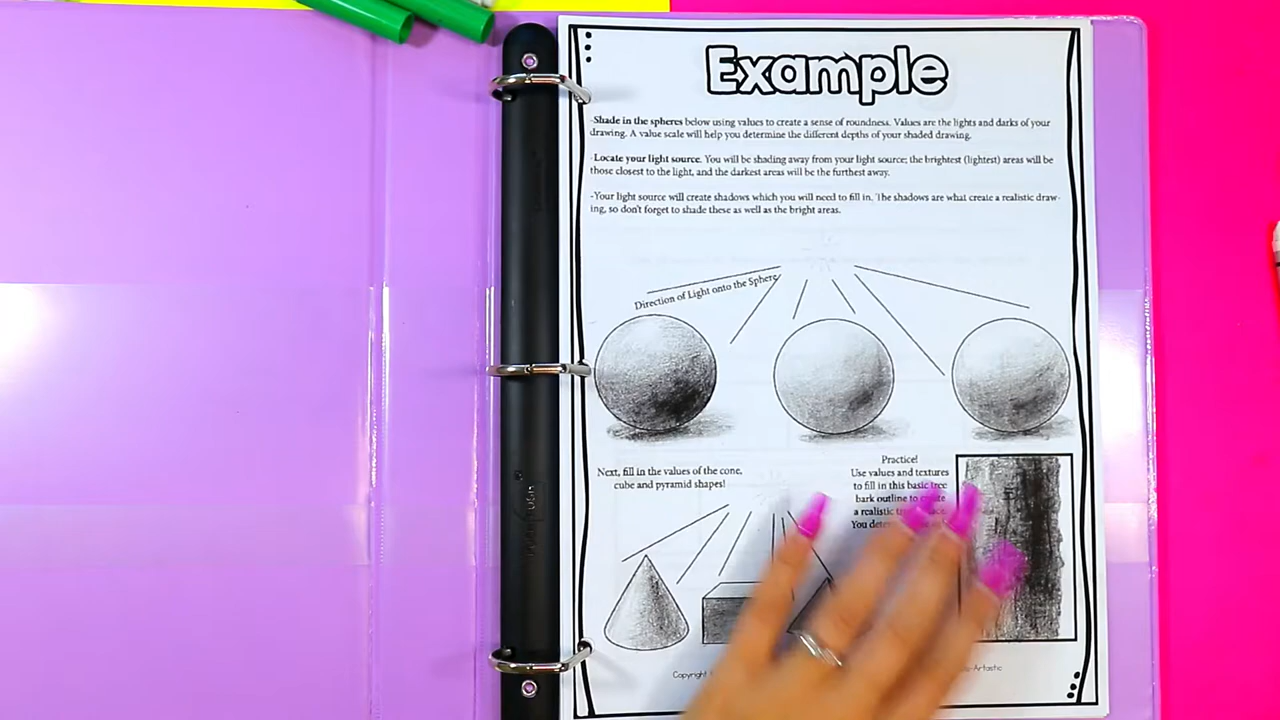 Example
-Shade in the spheres below using values to create a sense of roundness. Values are the lights and darks of your
drawing. A value scale will help you determine the different depths of your shaded drawing.
-Locate your light source. You will be shading away from your light source; the brightest (lightest) areas will be
those closest to the light, and the darkest areas will be the furthest away.
-Your light source will create shadows which you will need to fill in. The shadows are what create a realistic draw-
ing, so don't forget to shade these as well as the bright areas.
Direction of Light onto the Sphere
Next, fill in the values of the cone,
cube and pyramid shapes!
Practice!
Use values and textures
to fill in this basic tree
bark outline to create
a realistic
You
Copyright